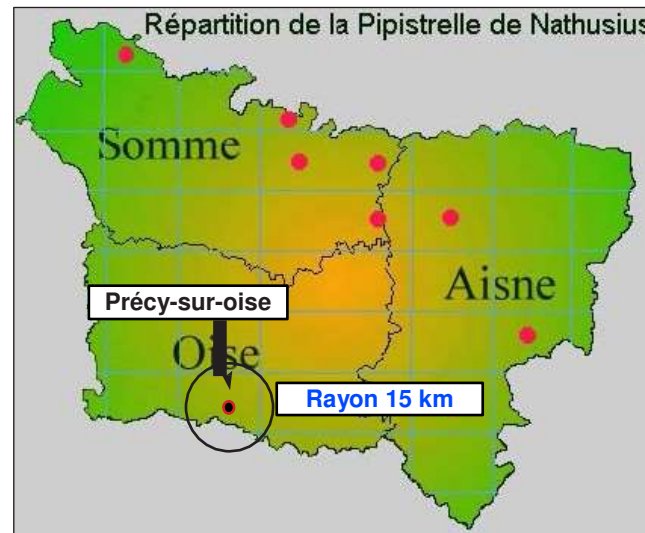 Répartition de la Pipistrelle de Nathusius
Somme
Aisne
Précy-sur-oise
Oise
Rayon 15 km